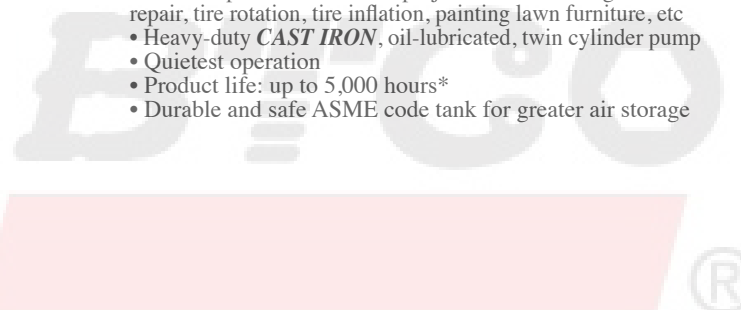 repair, tire rotation, tire inflation, painting lawn furniture, etc
• Heavy-duty CAST IRON, oil-lubricated, twin cylinder pump
• Quietest operation
• Product life: up to 5,000 hours*
• Durable and safe ASME code tank for greater air storage
®